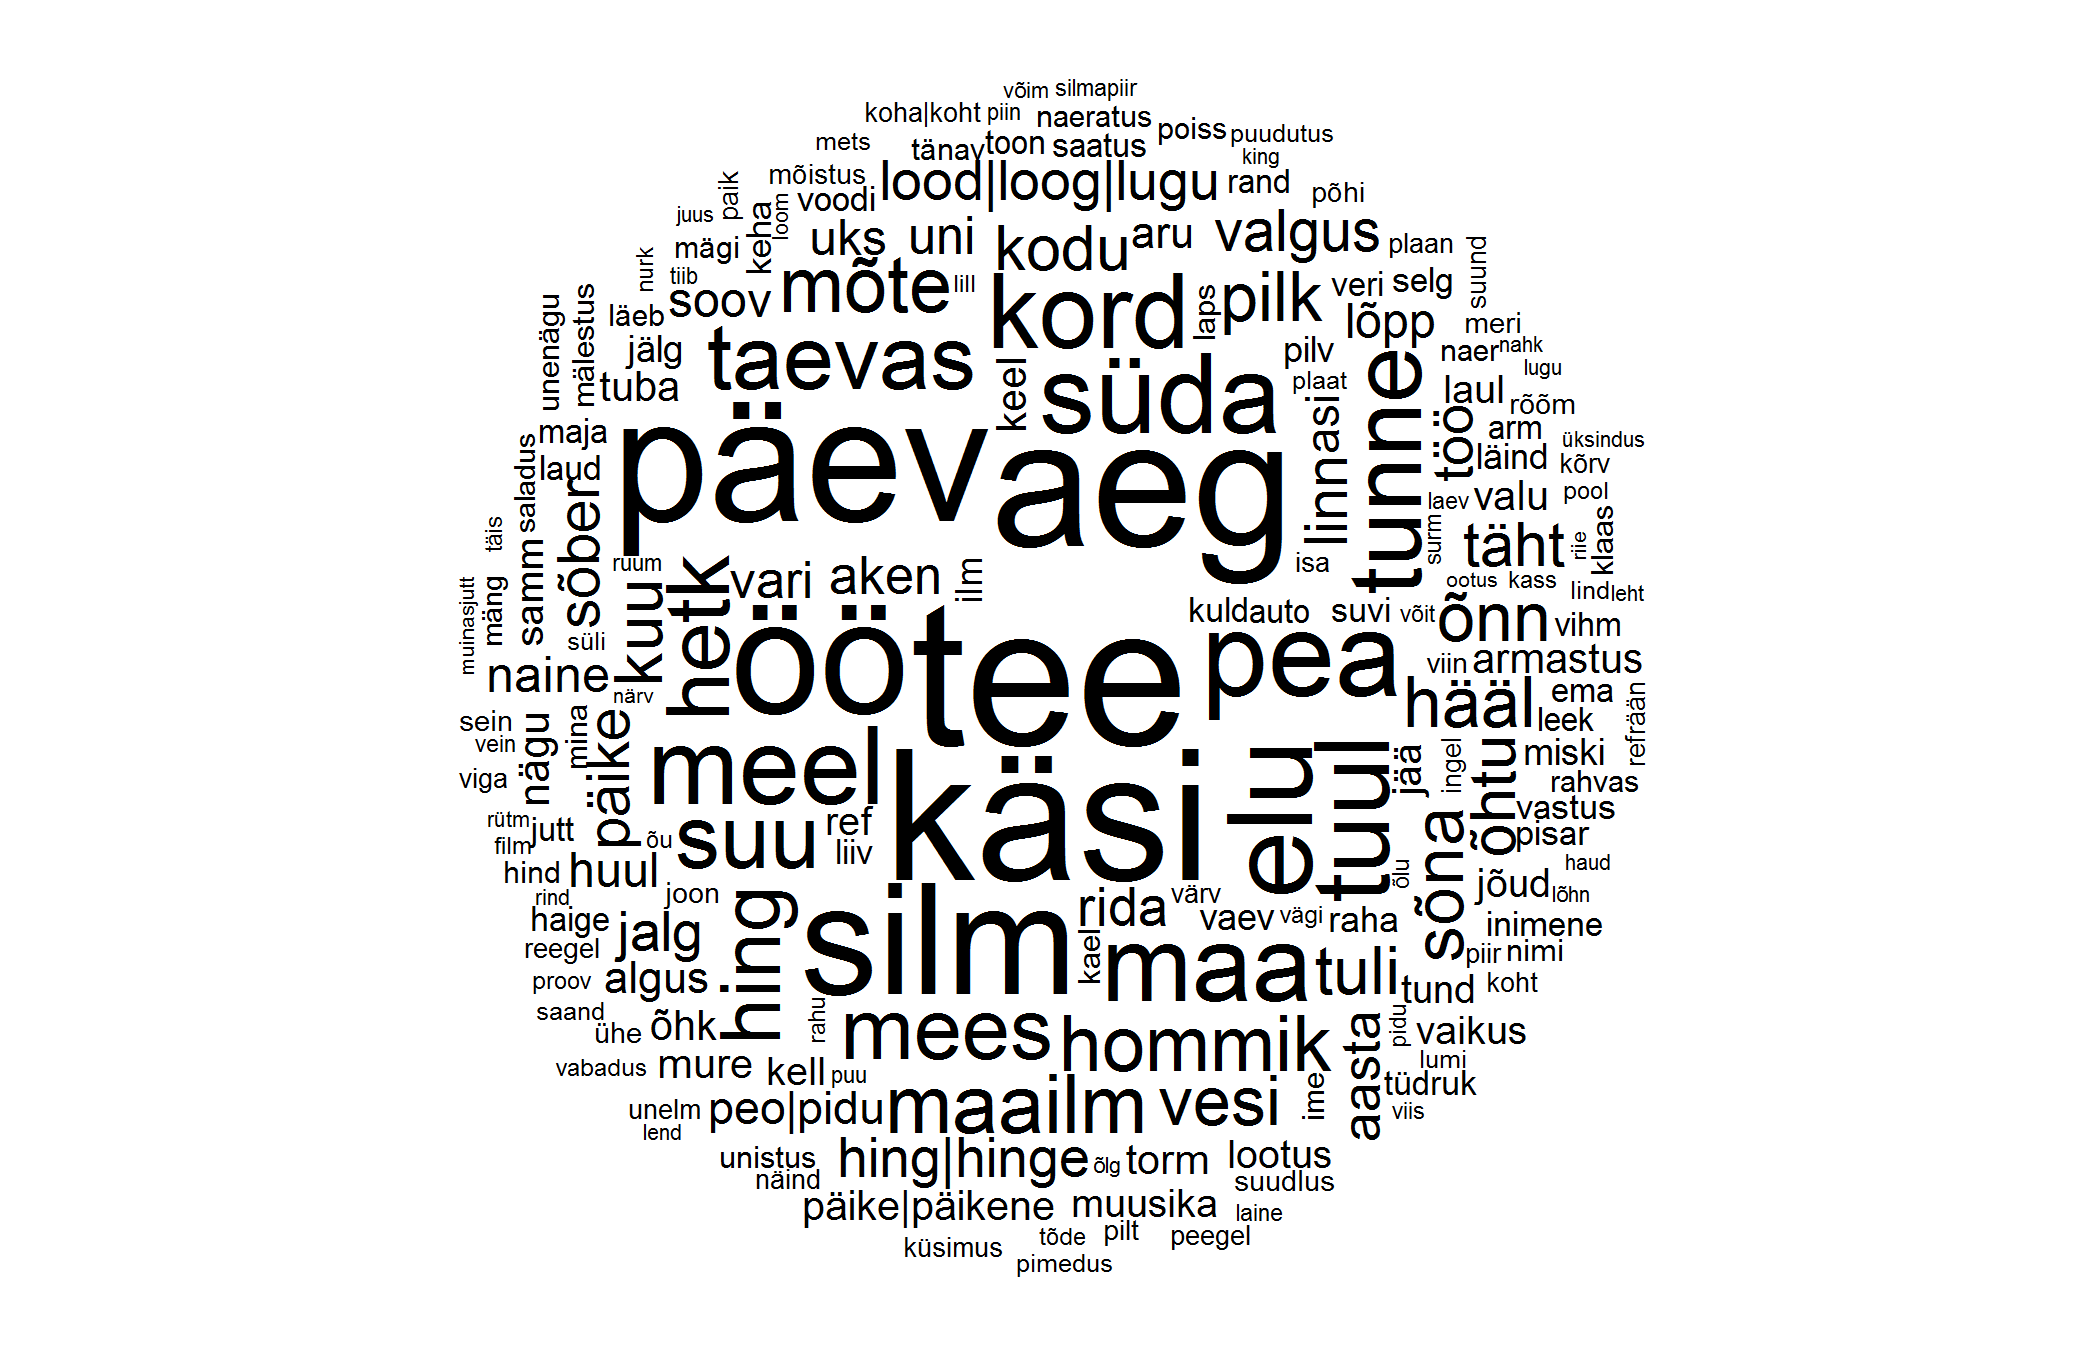 võim silmapiir
koha|koht piin naeratus poiss puudutus
mets tänav toon saatus king
paik mõistus voodi lood|loog|lugu rand põhi
juus loom keha mägi uks uni kodu aru valgus plaan suund
nurk tiib soov mõte lill kord laps pilk veri selg
unenägu mälestus läeb lõpp meri
jälg taevas keel süda pilv naer nahk
tuba plaat lugu
linn asi tunne laul rõõm
maja päev aeg töö arm üksindus
saladus laud läind kõrv
sõber laev valu pool
täis samm isa surm täht riie klaas
ruum vari aken ilm ootus kass lind leht
muinasjutt mäng kuu hetk kuld auto suvi võit õnn vihm
süli öö tee pea viin armastus
naine närv hääl ema refrään
sein nägu mina päike meel leek
vein käsi elu tuul jää ingel õhtu miski
viga rahvas
rütm jutt õu suu ref sõna vastus
film liiv pisar
hind huul õlu haud
rind joon hing silm rida värv jõud lõhn
haige jalg vaev vägi raha inimene
reegel kael piir nimi
proov algus maa tuli tund koht
saand rahu
ühe õhk mees hommik aasta pidu vaikus
vabadus mure kell puu lumi
ime tüdruk
unelm peo|pidu maailm vesi viis
lend
unistus hing|hinge õlg torm lootus
näind suudlus
päike|päikene muusika laine
küsimus tõde pilt peegel
pimedus